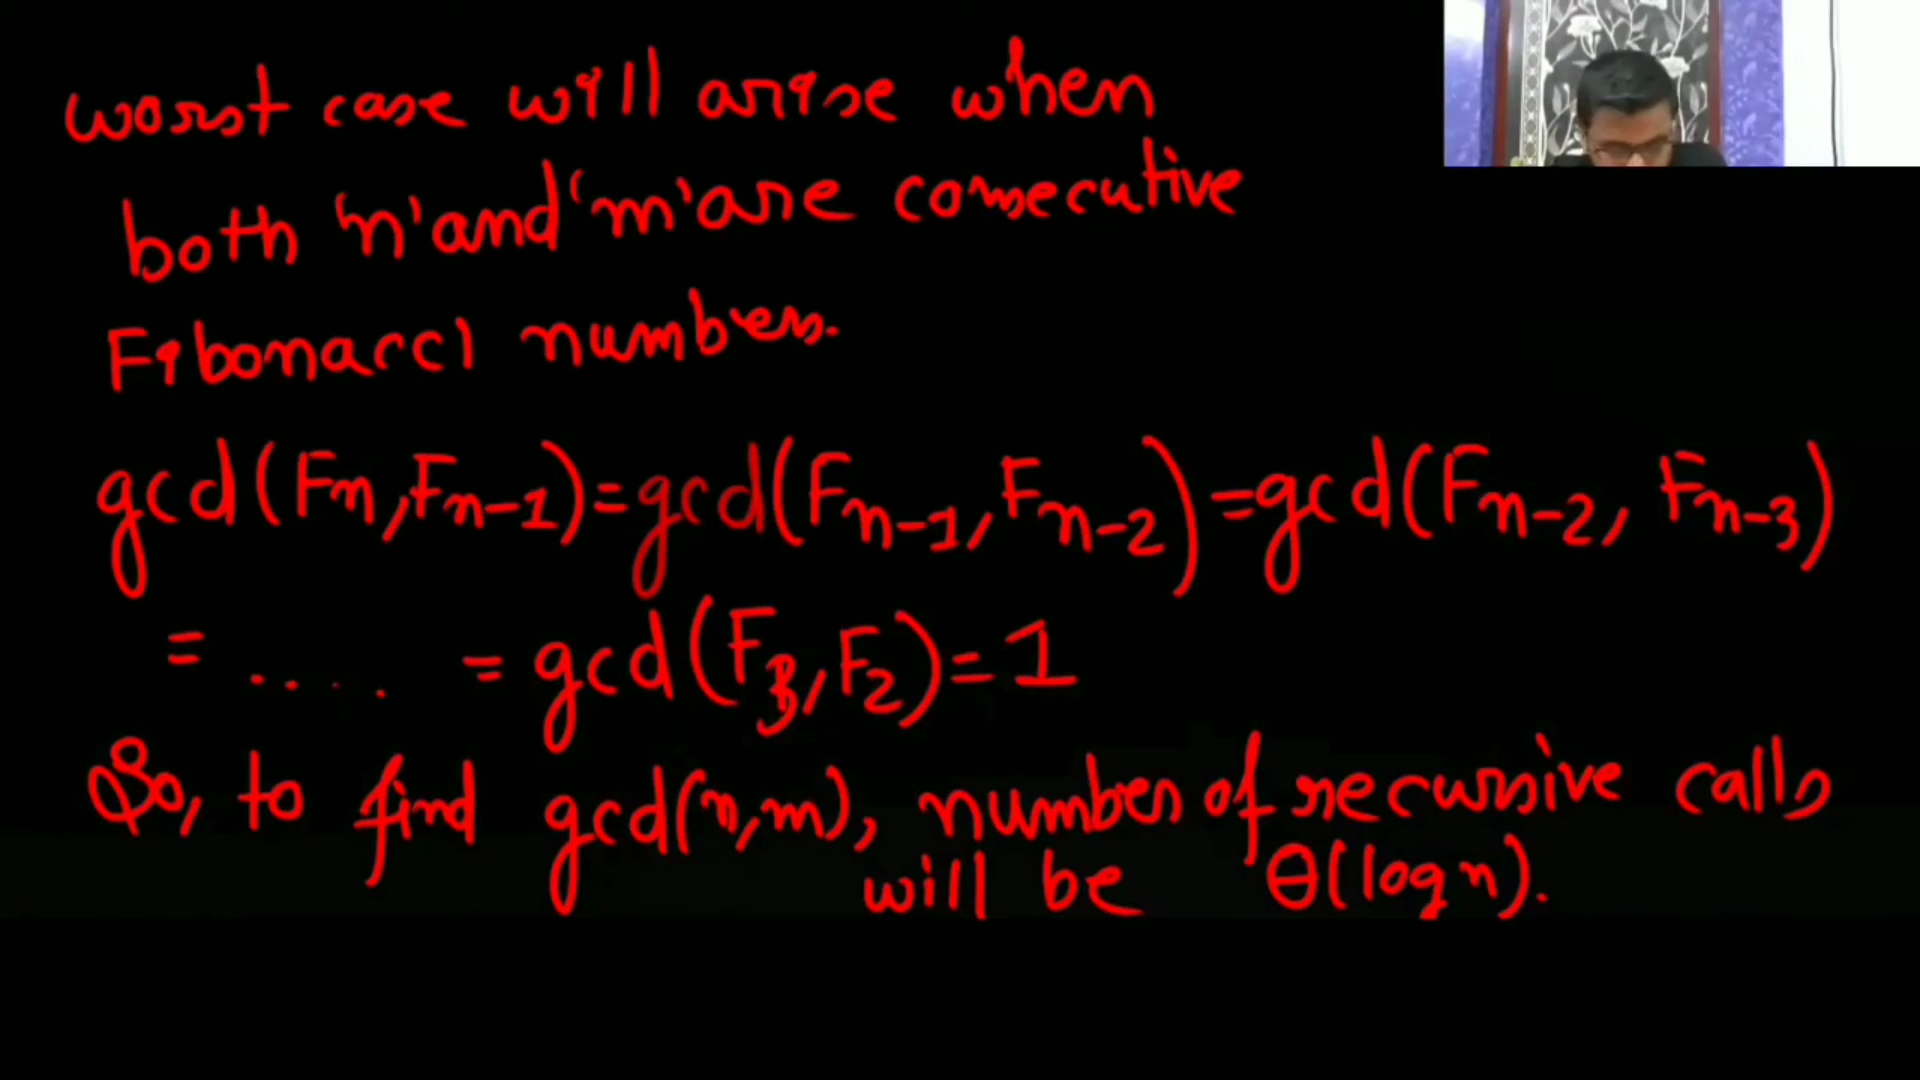 worst case will arise when
both 'n' and 'm' are consecutive
Fibonacci numbers.
gcd(Fn,Fn-1)=gcd(Fn-1,Fn-2)=gcd(Fn-2, Fn-3)
= .... = gcd(F3,F2)=1
So, to find gcd(n,m), number of recursive calls
will be θ(log n).